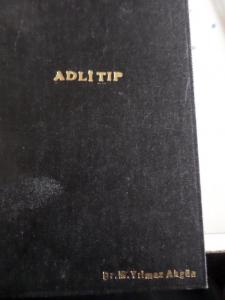 ADLİ TIP
Dr. M. Yılmaz Akgün